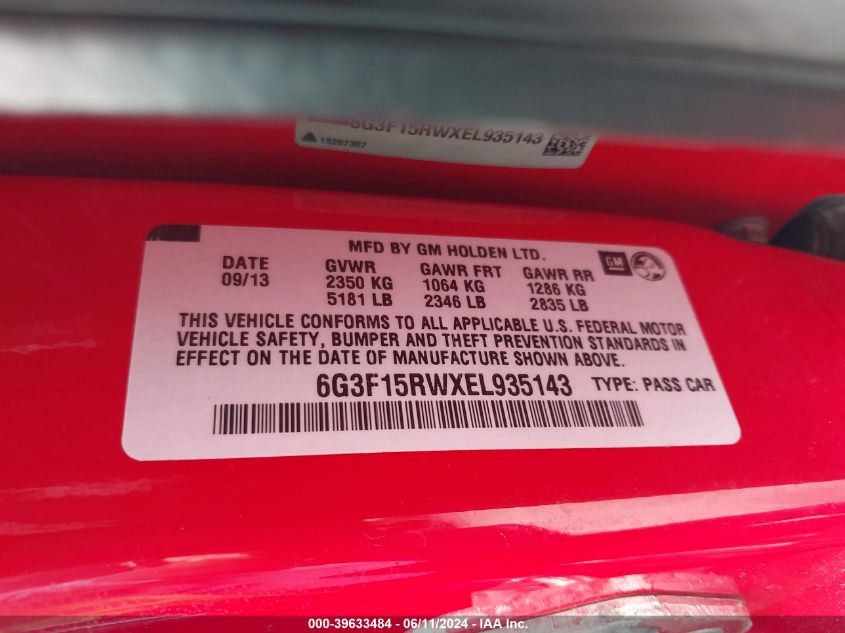 6G3F15RWXEL935143
15267367
MFD BY GM HOLDEN LTD.
DATE GVWR GAWR FRT GAWR RR GM
09/13 2350 KG 1064 KG 1286 KG
5181 LB 2346 LB 2835 LB
THIS VEHICLE CONFORMS TO ALL APPLICABLE U.S. FEDERAL MOTOR
VEHICLE SAFETY, BUMPER AND THEFT PREVENTION STANDARDS IN
EFFECT ON THE DATE OF MANUFACTURE SHOWN ABOVE.
6G3F15RWXEL935143 TYPE: PASS CAR
000-39633484 - 06/11/2024 - IAA Inc.